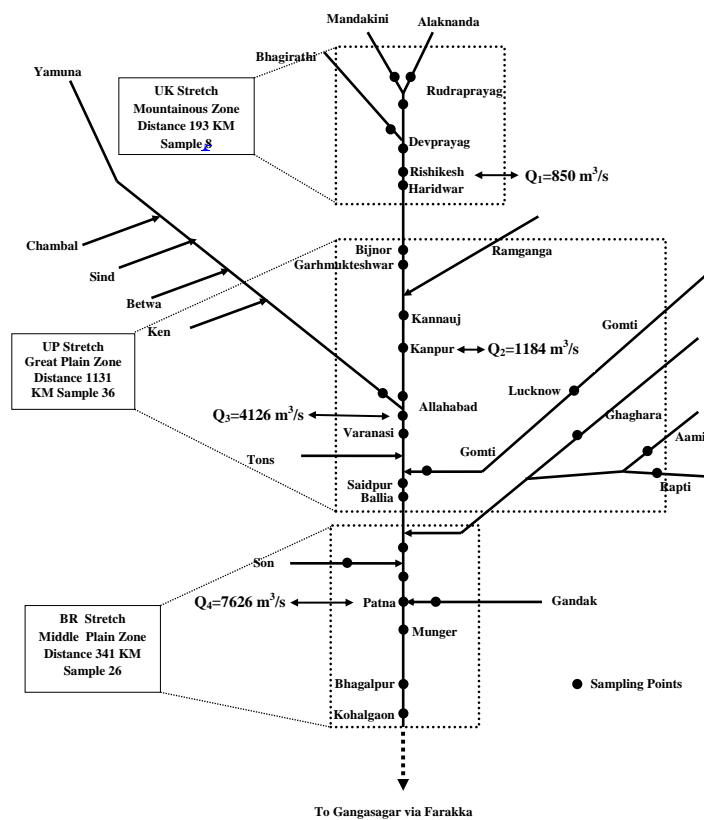 Mandakini
Alaknanda
Bhagirathi
Yamuna
UK Stretch
Mountainous Zone
Distance 193 KM
Sample 8
Rudraprayag
Devprayag
Rishikesh
Q₁=850 m³/s
Haridwar
Chambal
Sind
Betwa
Ken
Bijnor
Garhmukteshwar
Ramganga
Kannauj
Gomti
Kanpur
Q₂=1184 m³/s
UP Stretch
Great Plain Zone
Distance 1131
KM Sample 36
Lucknow
Ghaghara
Allahabad
Q₃=4126 m³/s
Varanasi
Aami
Tons
Gomti
Rapti
Saidpur
Ballia
Son
Q₄=7626 m³/s
Patna
Gandak
BR Stretch
Middle Plain Zone
Distance 341 KM
Sample 26
Munger
Bhagalpur
Sampling Points
Kohalgaon
To Gangasagar via Farakka